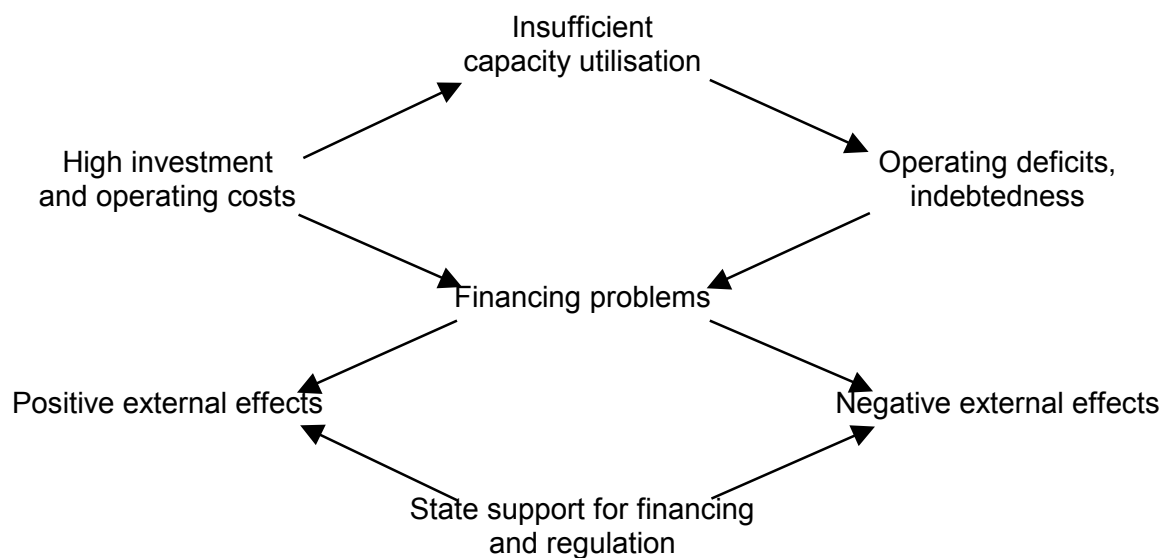 Insufficient
capacity utilisation
High investment
and operating costs
Operating deficits,
indebtedness
Financing problems
Positive external effects
Negative external effects
State support for financing
and regulation